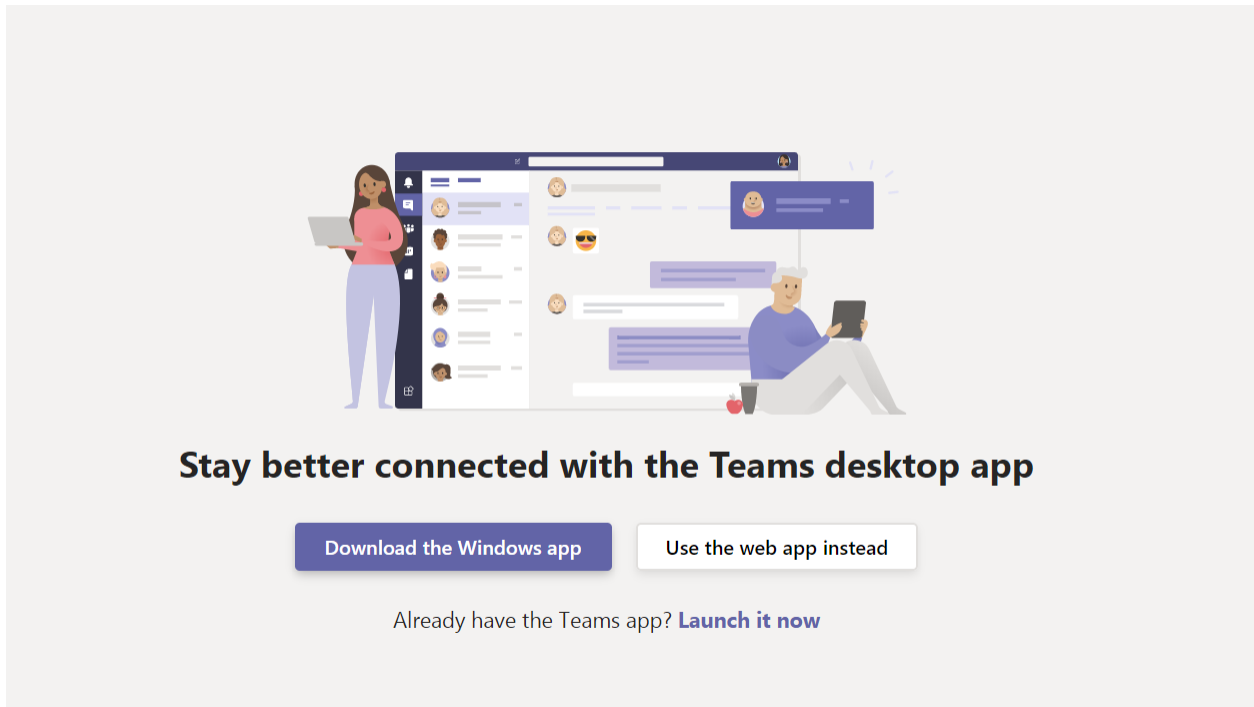 Stay better connected with the Teams desktop app
Download the Windows app
Use the web app instead
Already have the Teams app? Launch it now